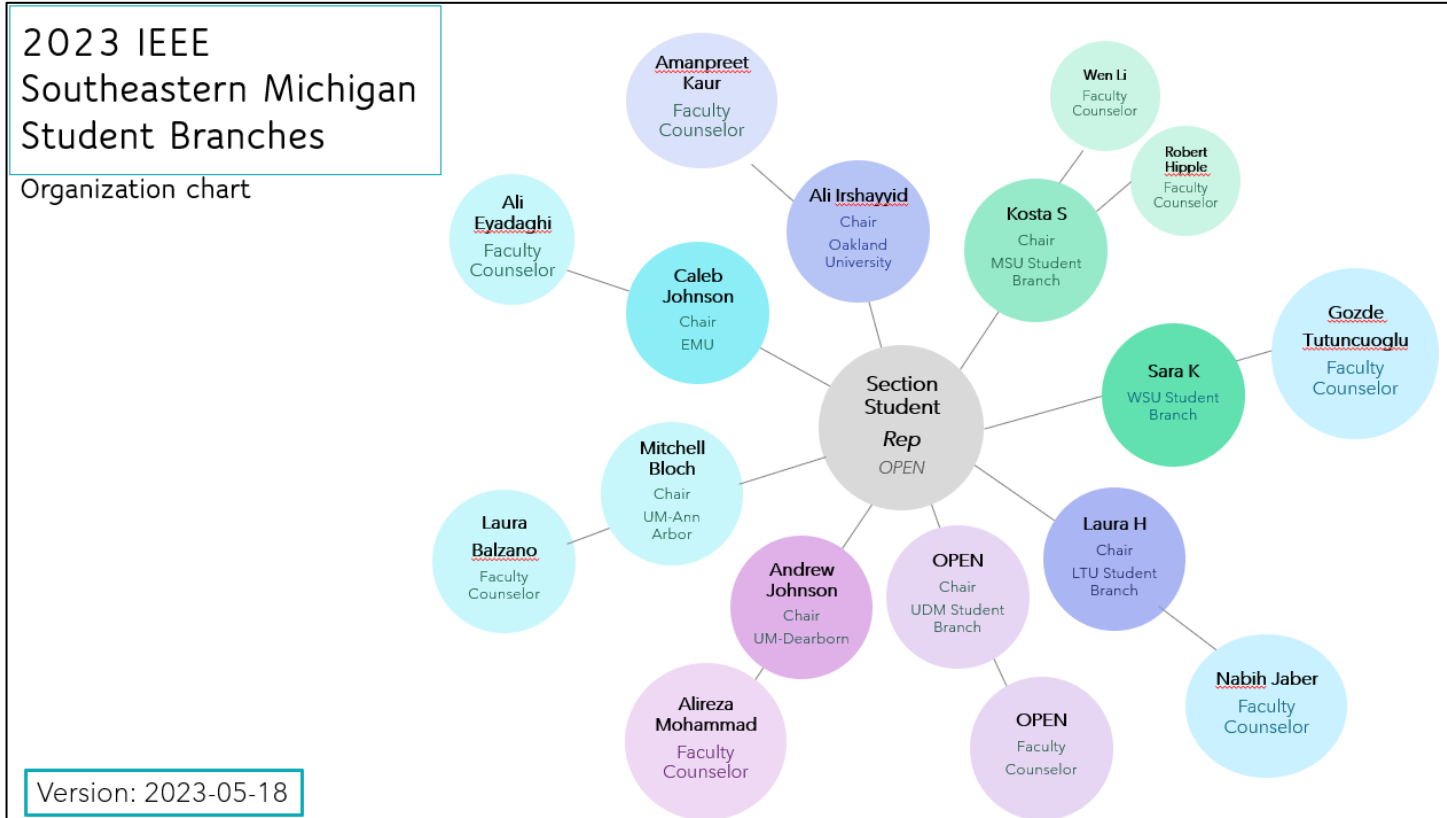 2023 IEEE
Southeastern Michigan
Student Branches
Organization chart
Amanpreet
Kaur
Faculty
Counselor
Wen Li
Faculty
Counselor
Robert
Hipple
Faculty
Counselor
Ali
Eyadaghi
Faculty
Counselor
Ali Irshayyid
Chair
Oakland
University
Kosta S
Chair
MSU Student
Branch
Caleb
Johnson
Chair
EMU
Gozde
Tutuncuoglu
Faculty
Counselor
Sara K
WSU Student
Branch
Section
Student
Rep
OPEN
Mitchell
Bloch
Chair
UM-Ann
Arbor
Laura
Balzano
Faculty
Counselor
Andrew
Johnson
Chair
UM-Dearborn
OPEN
Chair
UDM Student
Branch
Laura H
Chair
LTU Student
Branch
Alireza
Mohammad
Faculty
Counselor
OPEN
Faculty
Counselor
Nabih Jaber
Faculty
Counselor
Version: 2023-05-18